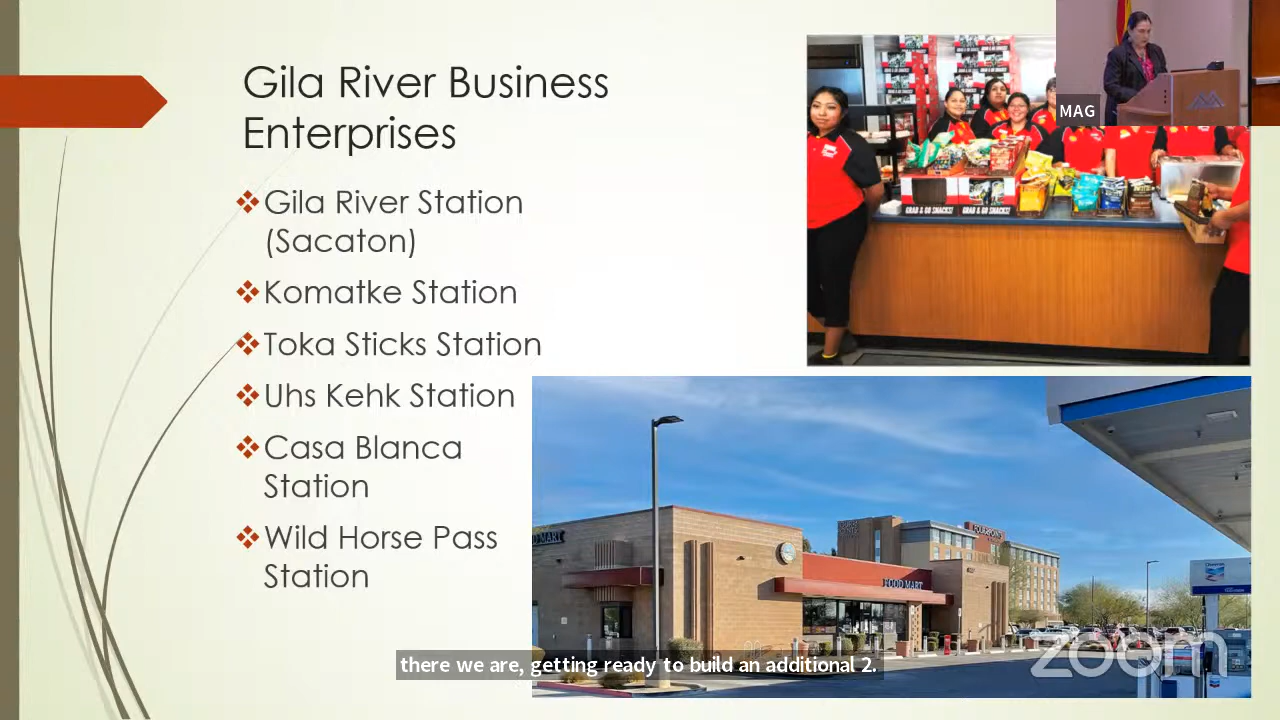 Gila River Business
Enterprises
Gila River Station
(Sacaton)
Komatke Station
Toka Sticks Station
Uhs Kehk Station
Casa Blanca
Station
Wild Horse Pass
Station
MAG
GRAB & GO SNACKS!
GRAB & GO SNACKS!
FOOD MART
there we are, getting ready to build an additional 2.
zoom